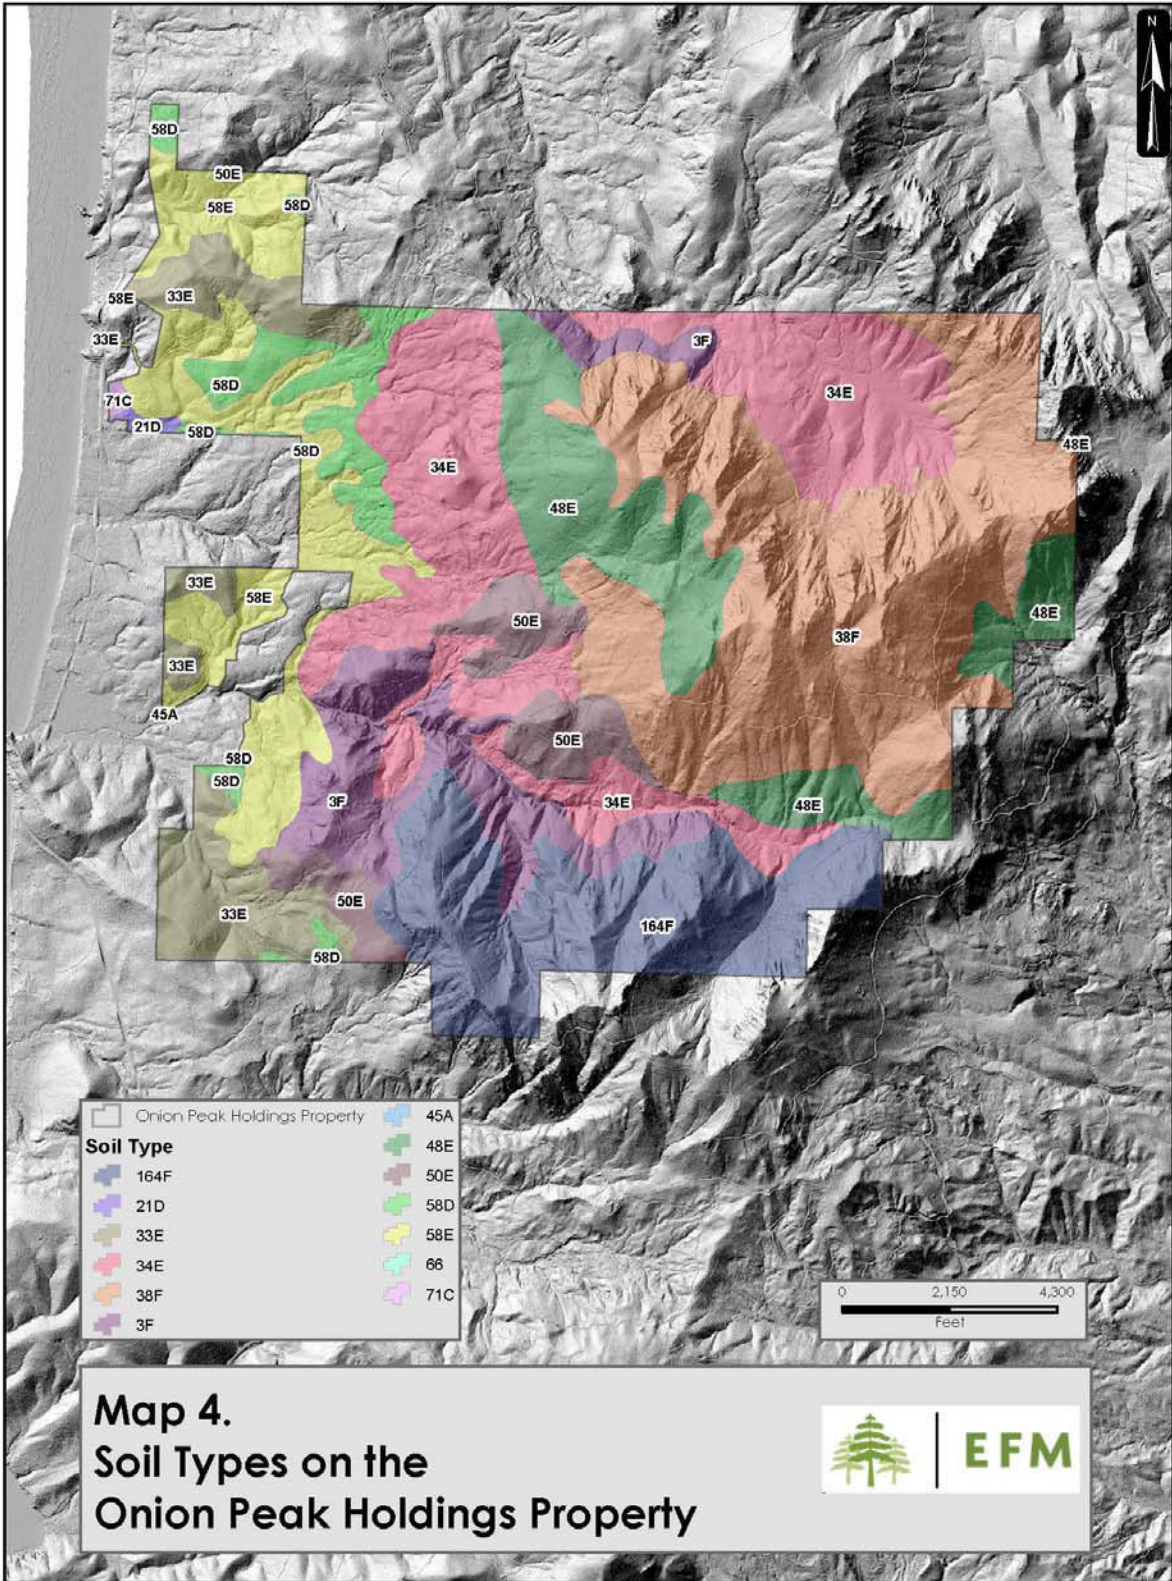 N
58D
50E
58E
58D
58E
33E
33E
3F
71C
58D
34E
21D
58D
58D
34E
48E
48E
33E
58E
50E
48E
38F
33E
45A
58D
50E
58D
3F
34E
48E
50E
33E
164F
58D
Onion Peak Holdings Property
Soil Type
164F
21D
33E
34E
38F
3F
45A
48E
50E
58D
58E
66
71C
0 2,150 4,300
Feet
Map 4.
Soil Types on the
Onion Peak Holdings Property
EFM